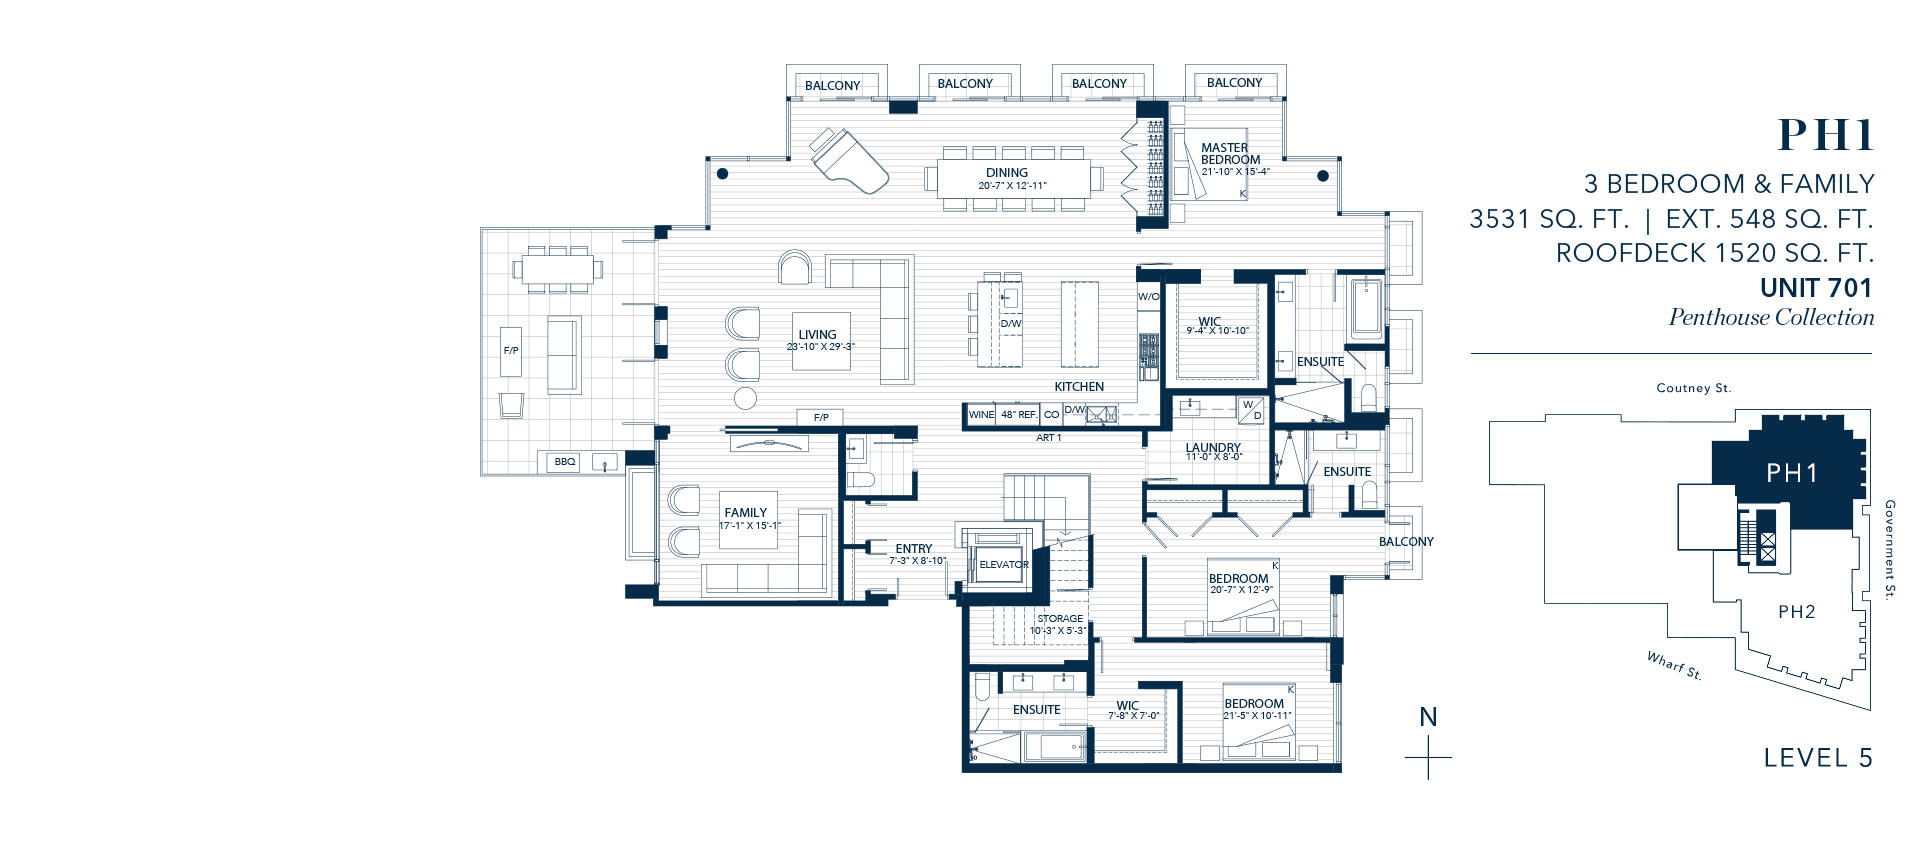 BALCONY
BALCONY
BALCONY
BALCONY
MASTER
BEDROOM
21'-10" X 15'-4"
K
DINING
20'-7" X 12'-11"
LIVING
23'-10" X 29'-3"
F/P
F/P
BBQ
D/W
W/O
KITCHEN
WINE
48" REF.
CO
D/W
ART 1
WIC
9'-4" X 10'-10"
ENSUITE
W
D
LAUNDRY
11'-0" X 8'-0"
ENSUITE
FAMILY
17'-1" X 15'-1"
ENTRY
7'-3" X 8'-10"
ELEVATOR
BALCONY
K
BEDROOM
20'-7" X 12'-9"
STORAGE
10'-3" X 5'-3"
ENSUITE
WIC
7'-8" X 7'-0"
K
BEDROOM
21'-5" X 10'-11"
N
PH1
3 BEDROOM & FAMILY
3531 SQ. FT. | EXT. 548 SQ. FT.
ROOFDECK 1520 SQ. FT.
UNIT 701
Penthouse Collection
Coutney St.
PH1
Government St.
PH2
Wharf St.
LEVEL 5